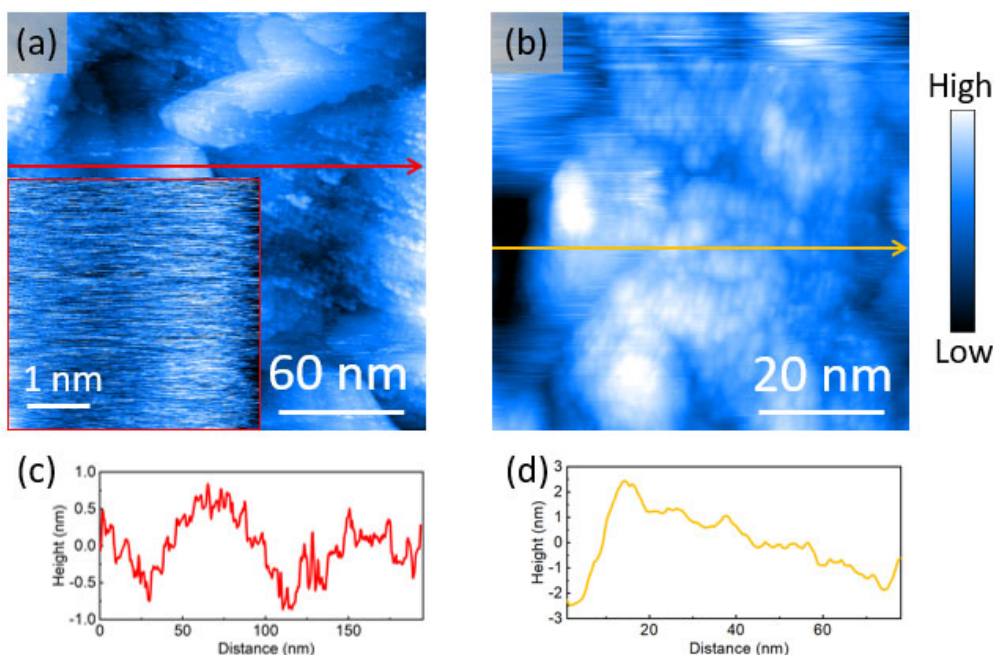 (a)
(b)
High
Low
1 nm
60 nm
20 nm
(c)
(d)
Height (nm)
1.0
0.5
0.0
-0.5
-1.0
0
50
100
150
Distance (nm)
Height (nm)
3
2
1
0
-1
-2
-3
20
40
60
Distance (nm)